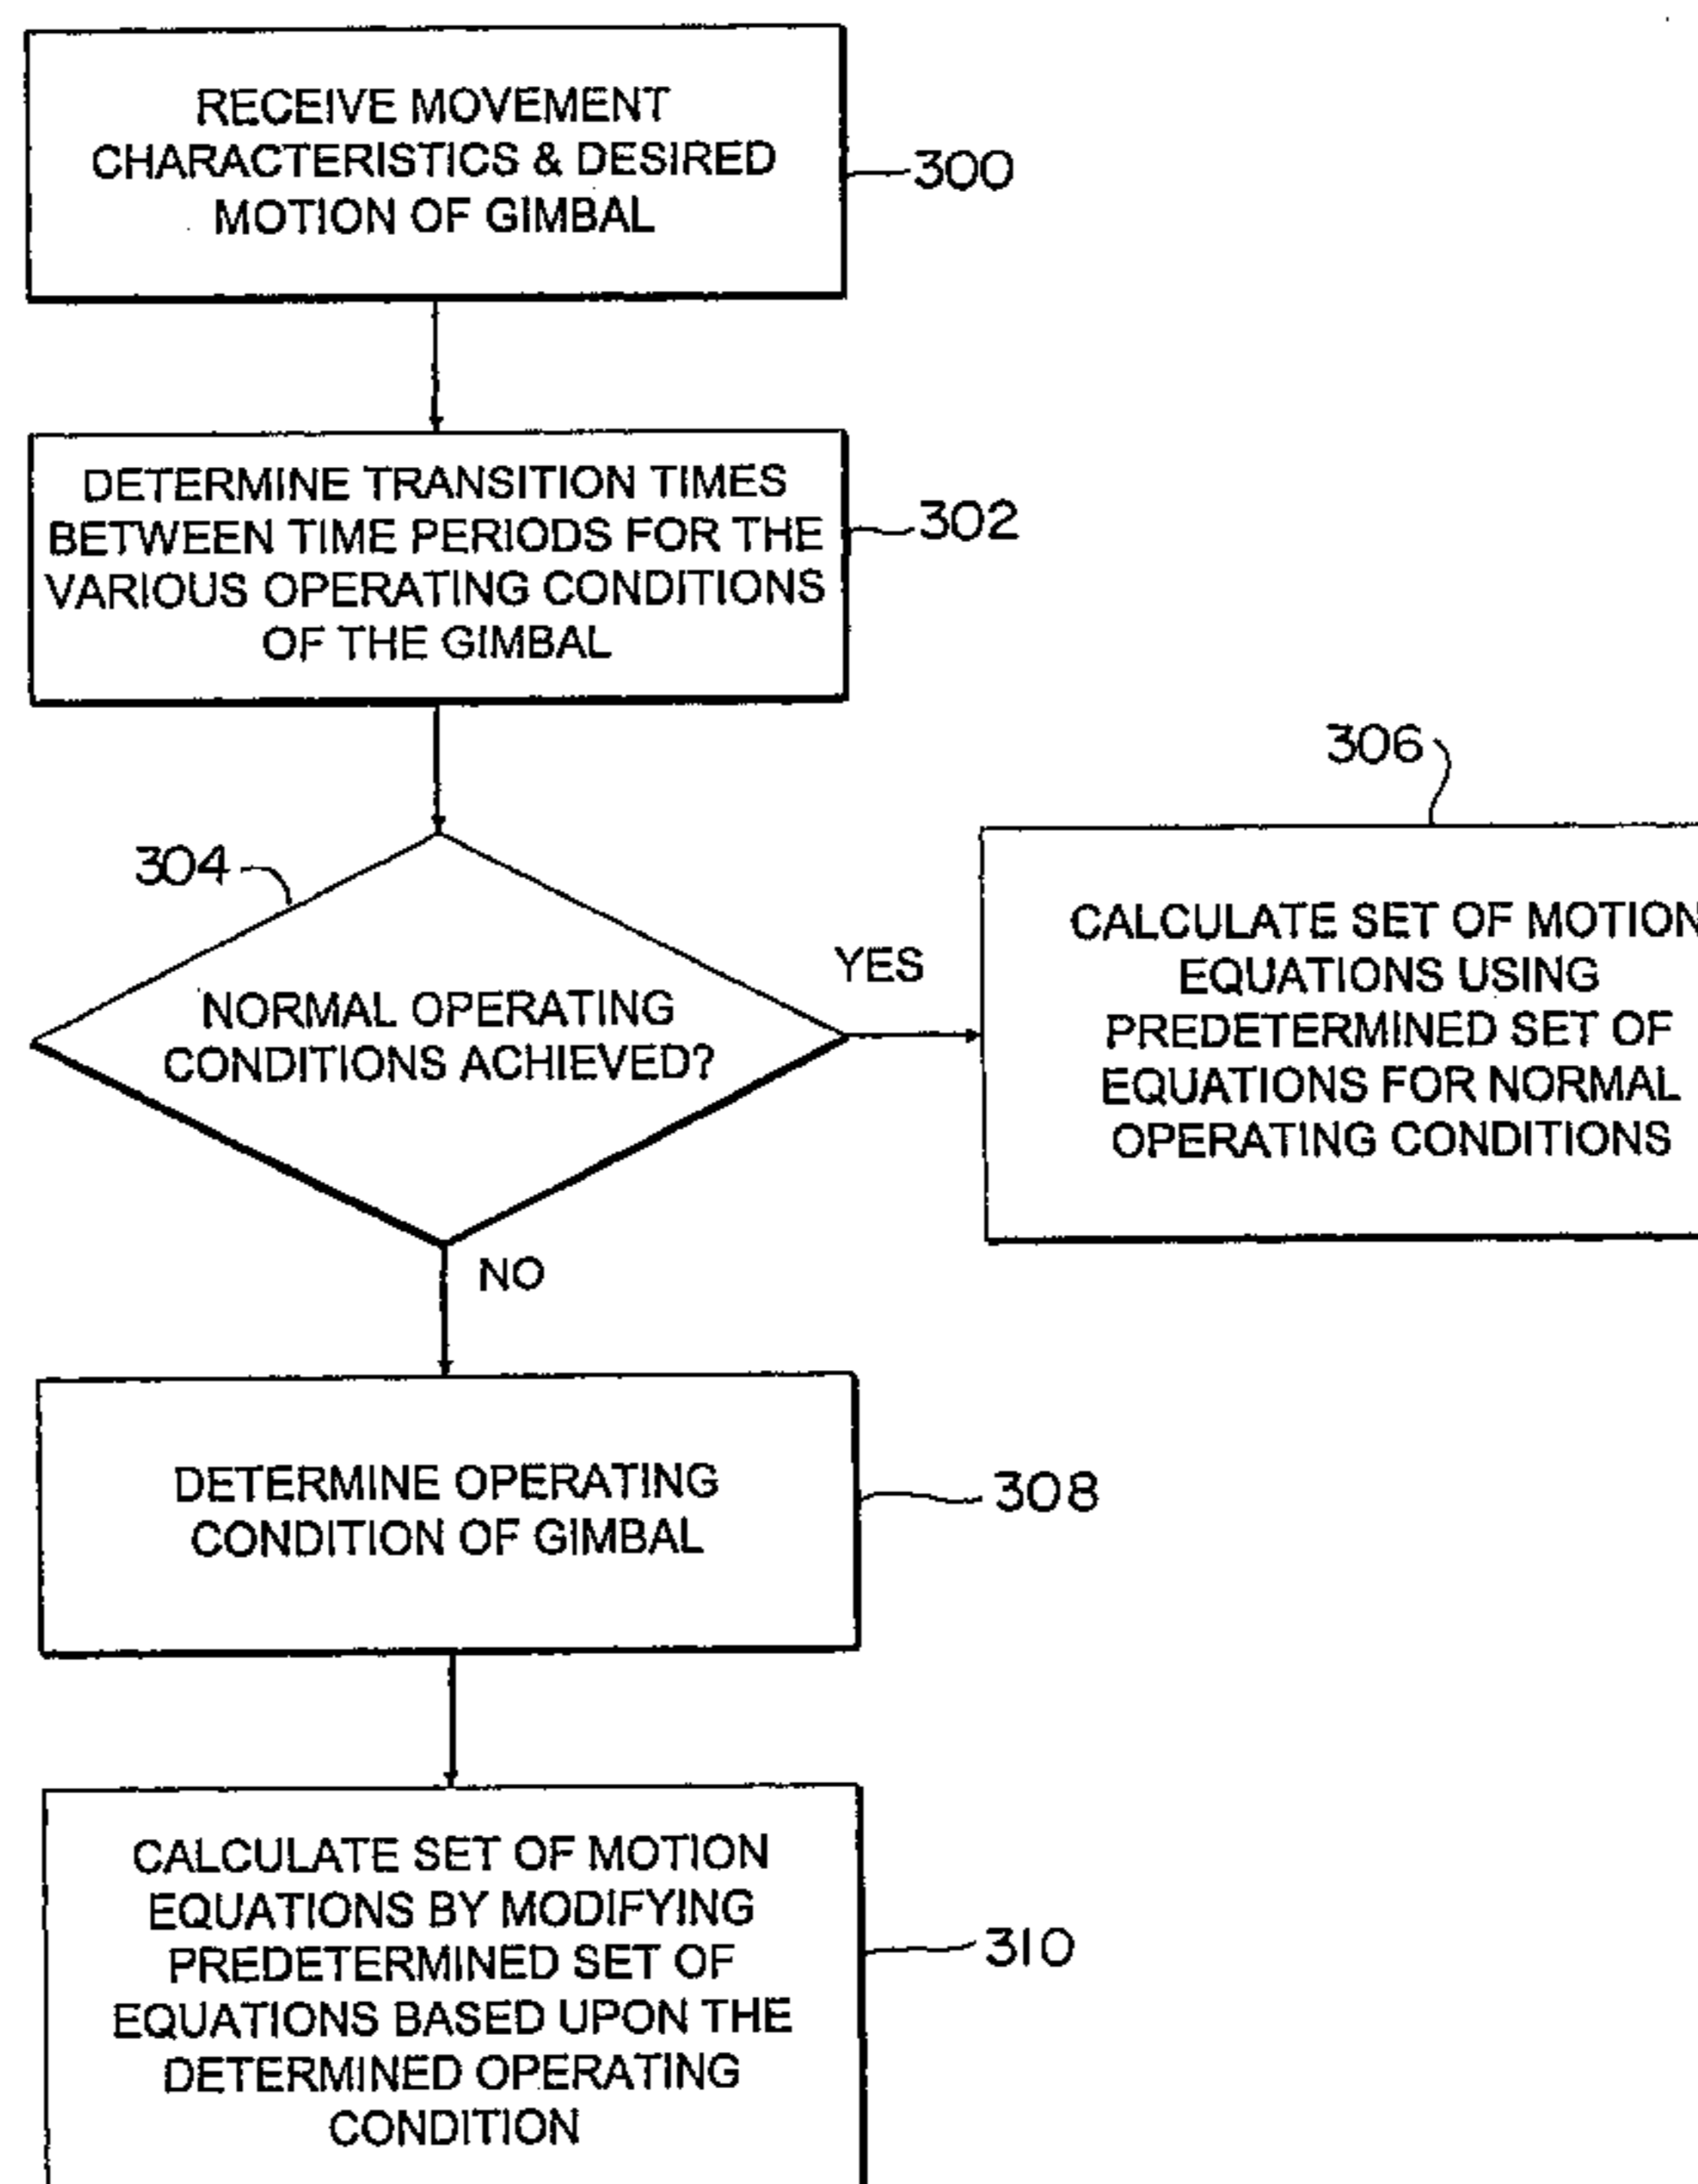 RECEIVE MOVEMENT
CHARACTERISTICS & DESIRED
MOTION OF GIMBAL
300
DETERMINE TRANSITION TIMES
BETWEEN TIME PERIODS FOR THE
VARIOUS OPERATING CONDITIONS
OF THE GIMBAL
302
304
NORMAL OPERATING
CONDITIONS ACHIEVED?
YES
306
CALCULATE SET OF MOTION
EQUATIONS USING
PREDETERMINED SET OF
EQUATIONS FOR NORMAL
OPERATING CONDITIONS
NO
DETERMINE OPERATING
CONDITION OF GIMBAL
308
CALCULATE SET OF MOTION
EQUATIONS BY MODIFYING
PREDETERMINED SET OF
EQUATIONS BASED UPON THE
DETERMINED OPERATING
CONDITION
310